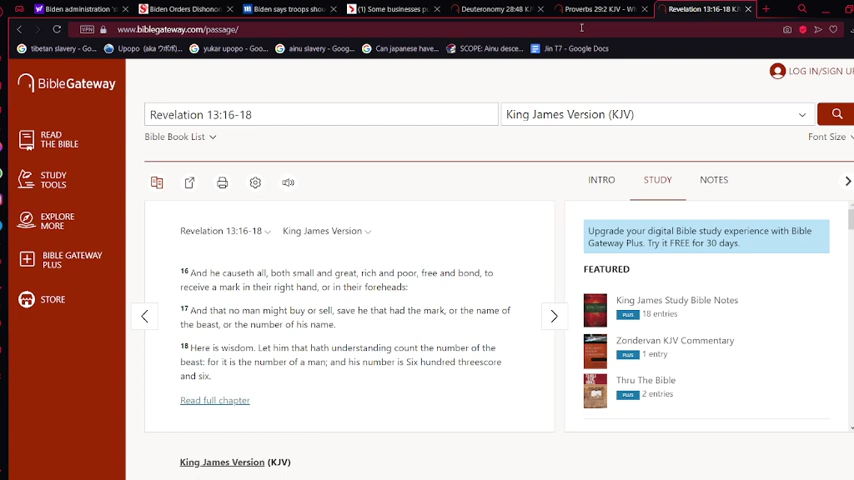 Biden administration
Biden Orders Dishonor
Biden says troops shou
(1) Some businesses p
Deuteronomy 28:48 K
Proverbs 29:2 KJV - W
Revelation 13:16-18 K
VPN
www.biblegateway.com/passage/
tibetan slavery - G...
Upopo (aka ウポポイ)...
yukar upopo - G...
ainu slavery - Goo...
Can japanese have...
SCOPE: Ainu desce...
Jin T7 - Google Docs
BibleGateway
LOG IN/SIGN UP
Revelation 13:16-18
King James Version (KJV)
Bible Book List
Font Size
READ
THE BIBLE
STUDY
TOOLS
EXPLORE
MORE
BIBLE GATEWAY
PLUS
STORE
INTRO
STUDY
NOTES
Revelation 13:16-18
King James Version
16 And he causeth all, both small and great, rich and poor, free and bond, to
receive a mark in their right hand, or in their foreheads:
17 And that no man might buy or sell, save he that had the mark, or the name of
the beast, or the number of his name.
18 Here is wisdom. Let him that hath understanding count the number of the
beast: for it is the number of a man; and his number is Six hundred threescore
and six.
Read full chapter
Upgrade your digital Bible study experience with Bible
Gateway Plus. Try it FREE for 30 days.
FEATURED
King James Study Bible Notes
PLUS
18 entries
Zondervan KJV Commentary
PLUS
1 entry
Thru The Bible
PLUS
2 entries
King James Version (KJV)